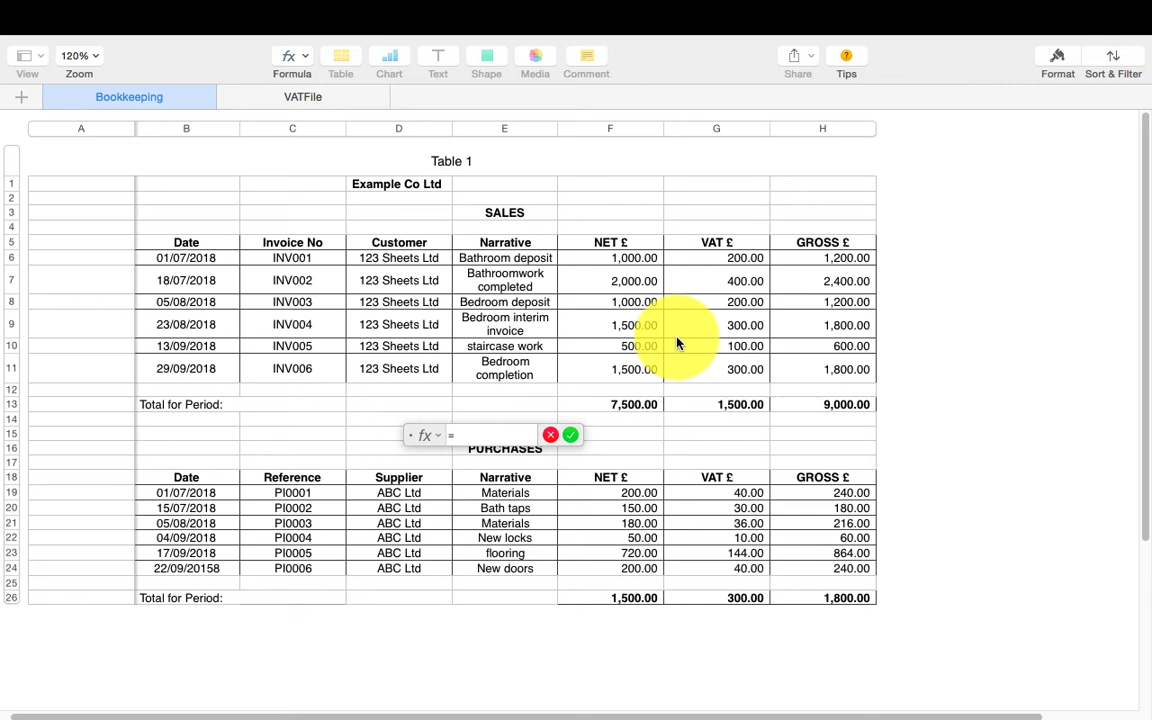 120%
fx
T
?
View Zoom Formula Table Chart Text Shape Media Comment Share Tips Format Sort & Filter
+ Bookkeeping VATFile
A B C D E F G H
Table 1
1 Example Co Ltd
2
3 SALES
4
5 Date Invoice No Customer Narrative NET £ VAT £ GROSS £
6 01/07/2018 INV001 123 Sheets Ltd Bathroom deposit 1,000.00 200.00 1,200.00
7 18/07/2018 INV002 123 Sheets Ltd Bathroomwork completed 2,000.00 400.00 2,400.00
8 05/08/2018 INV003 123 Sheets Ltd Bedroom deposit 1,000.00 200.00 1,200.00
9 23/08/2018 INV004 123 Sheets Ltd Bedroom interim invoice 1,500.00 300.00 1,800.00
10 13/09/2018 INV005 123 Sheets Ltd staircase work 500.00 100.00 600.00
11 29/09/2018 INV006 123 Sheets Ltd Bedroom completion 1,500.00 300.00 1,800.00
12
13 Total for Period: 7,500.00 1,500.00 9,000.00
14
15 fx =
16 PURCHASES
17
18 Date Reference Supplier Narrative NET £ VAT £ GROSS £
19 01/07/2018 PI0001 ABC Ltd Materials 200.00 40.00 240.00
20 15/07/2018 PI0002 ABC Ltd Bath taps 150.00 30.00 180.00
21 05/08/2018 PI0003 ABC Ltd Materials 180.00 36.00 216.00
22 04/09/2018 PI0004 ABC Ltd New locks 50.00 10.00 60.00
23 17/09/2018 PI0005 ABC Ltd flooring 720.00 144.00 864.00
24 22/09/20158 PI0006 ABC Ltd New doors 200.00 40.00 240.00
25
26 Total for Period: 1,500.00 300.00 1,800.00